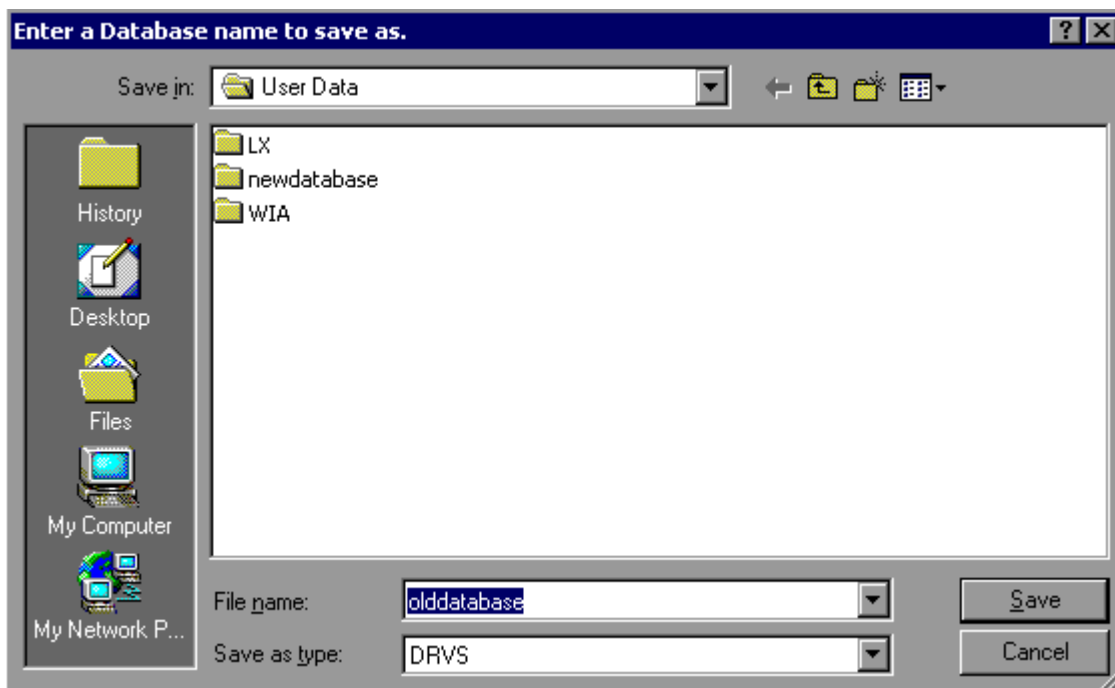 Enter a Database name to save as.
Save in: User Data
LX
newdatabase
WIA
History
Desktop
Files
My Computer
My Network P...
File name: olddatabase Save
Save as type: DRVS Cancel